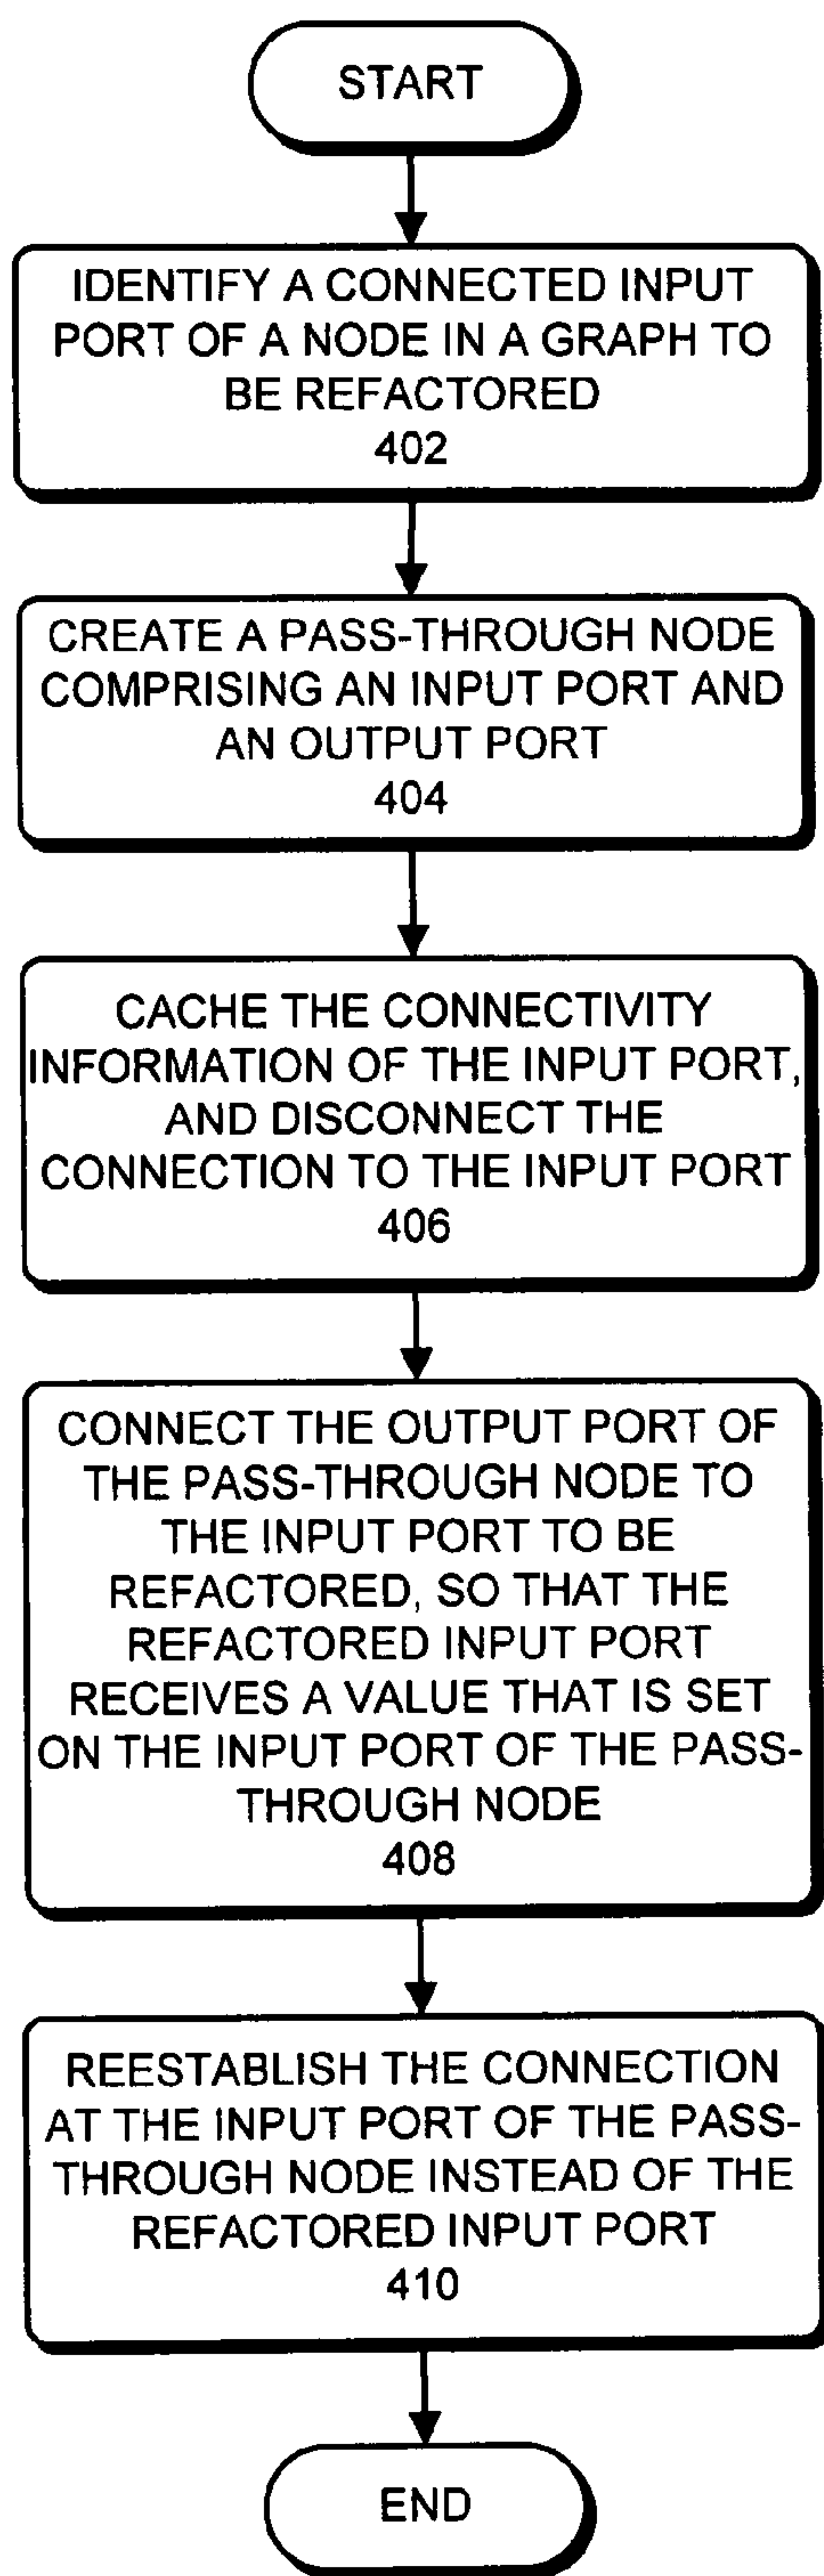 START
IDENTIFY A CONNECTED INPUT
PORT OF A NODE IN A GRAPH TO
BE REFACTORED
402
CREATE A PASS-THROUGH NODE
COMPRISING AN INPUT PORT AND
AN OUTPUT PORT
404
CACHE THE CONNECTIVITY
INFORMATION OF THE INPUT PORT,
AND DISCONNECT THE
CONNECTION TO THE INPUT PORT
406
CONNECT THE OUTPUT PORT OF
THE PASS-THROUGH NODE TO
THE INPUT PORT TO BE
REFACTORED, SO THAT THE
REFACTORED INPUT PORT
RECEIVES A VALUE THAT IS SET
ON THE INPUT PORT OF THE PASS-
THROUGH NODE
408
REESTABLISH THE CONNECTION
AT THE INPUT PORT OF THE PASS-
THROUGH NODE INSTEAD OF THE
REFACTORED INPUT PORT
410
END